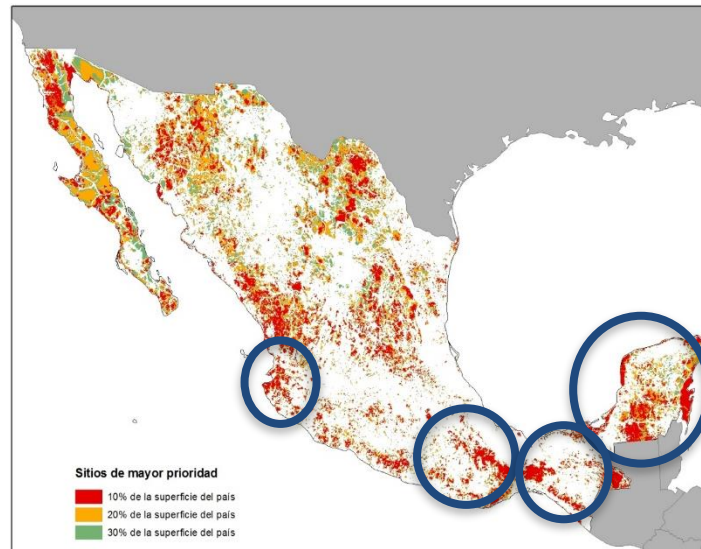 Sitios de mayor prioridad
10% de la superficie del país
20% de la superficie del país
30% de la superficie del país